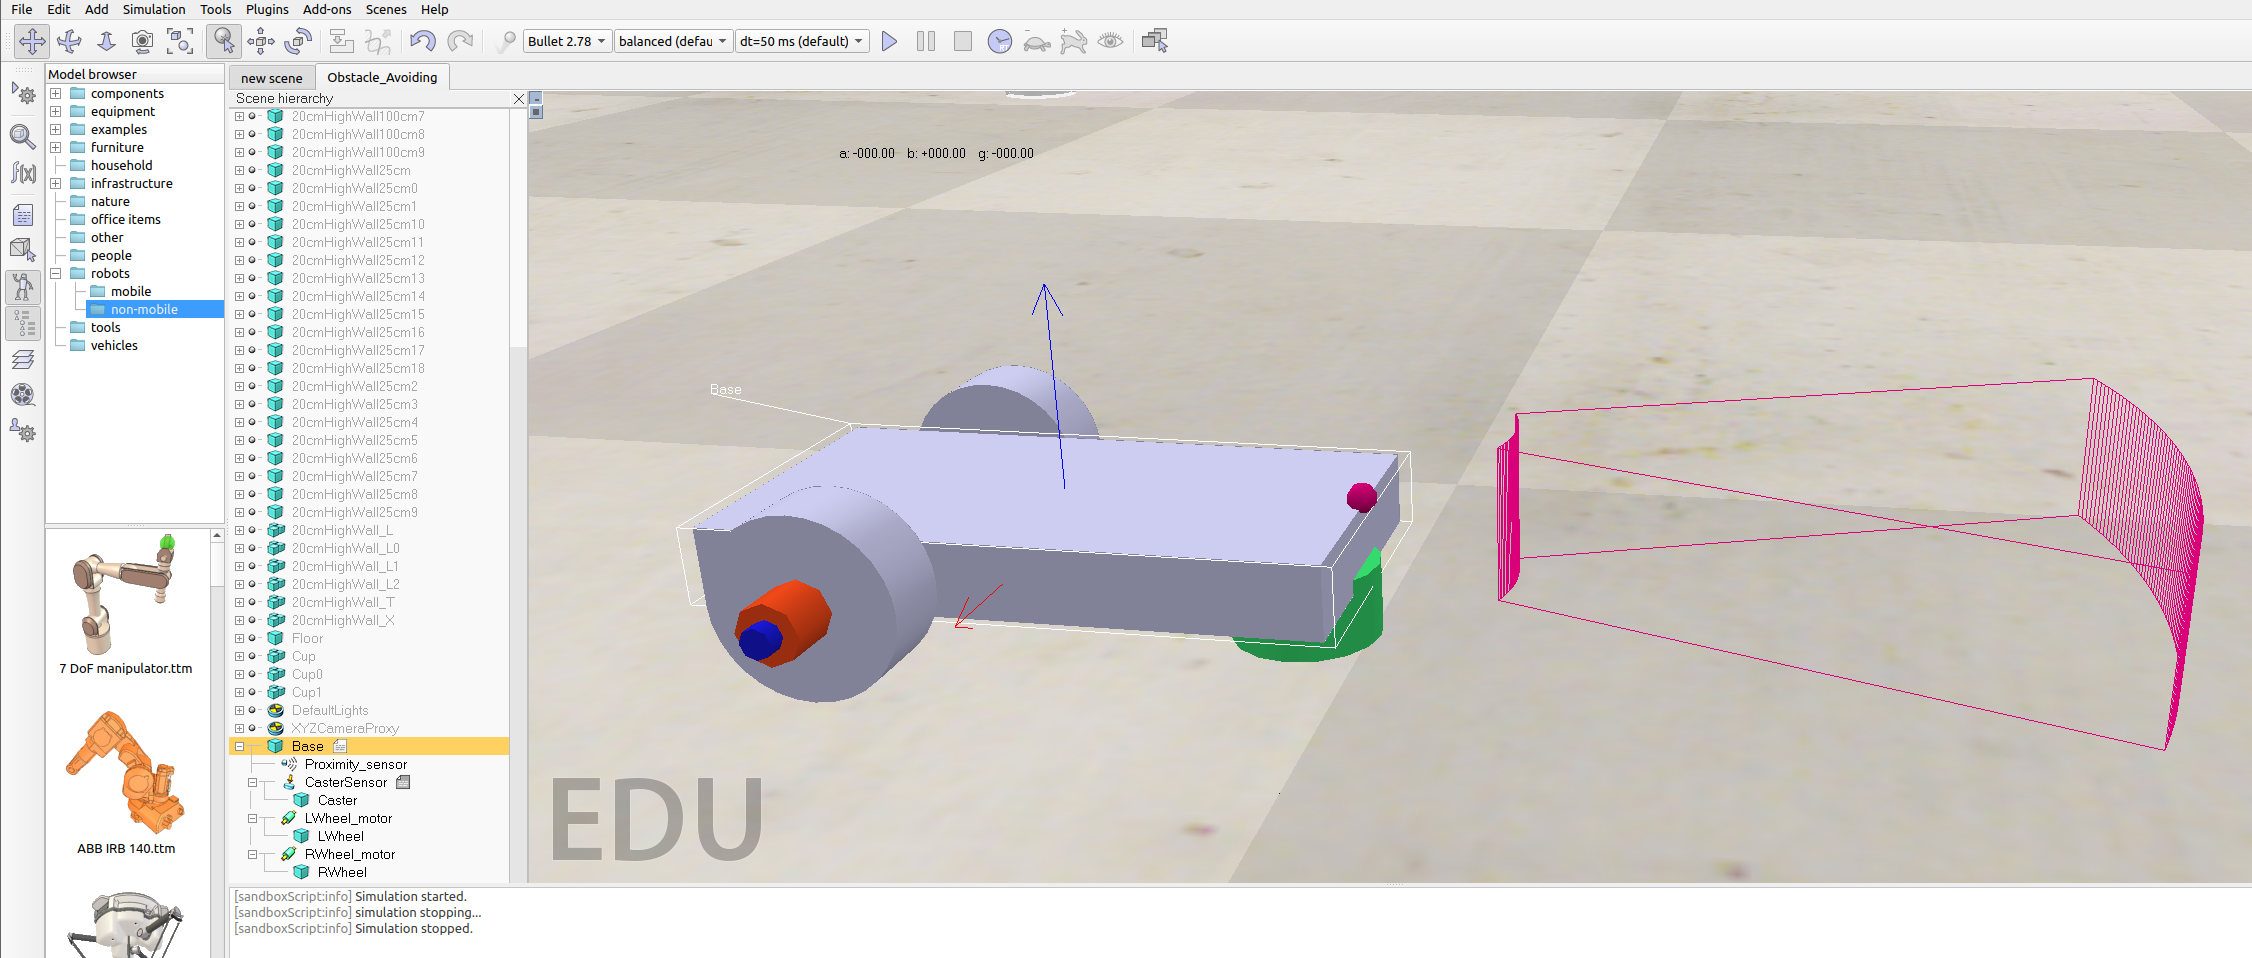 File Edit Add Simulation Tools Plugins Add-ons Scenes Help
Bullet 2.78 balanced (defau dt=50 ms (default)
Model browser
components
equipment
examples
furniture
household
infrastructure
nature
office items
other
people
robots
mobile
non-mobile
tools
vehicles
7 DoF manipulator.ttm
ABB IRB 140.ttm
new scene Obstacle_Avoiding
Scene hierarchy
20cmHighWall100cm7
20cmHighWall100cm8
20cmHighWall100cm9
20cmHighWall25cm
20cmHighWall25cm0
20cmHighWall25cm1
20cmHighWall25cm10
20cmHighWall25cm11
20cmHighWall25cm12
20cmHighWall25cm13
20cmHighWall25cm14
20cmHighWall25cm15
20cmHighWall25cm16
20cmHighWall25cm17
20cmHighWall25cm18
20cmHighWall25cm2
20cmHighWall25cm3
20cmHighWall25cm4
20cmHighWall25cm5
20cmHighWall25cm6
20cmHighWall25cm7
20cmHighWall25cm8
20cmHighWall25cm9
20cmHighWall_L
20cmHighWall_L0
20cmHighWall_L1
20cmHighWall_L2
20cmHighWall_T
20cmHighWall_X
Floor
Cup
Cup0
Cup1
DefaultLights
XYZCameraProxy
Base
Proximity_sensor
CasterSensor
Caster
LWheel_motor
LWheel
RWheel_motor
RWheel
a: -000.00 b: +000.00 g: -000.00
Base
EDU
[sandboxScript:info] Simulation started.
[sandboxScript:info] simulation stopping...
[sandboxScript:info] Simulation stopped.